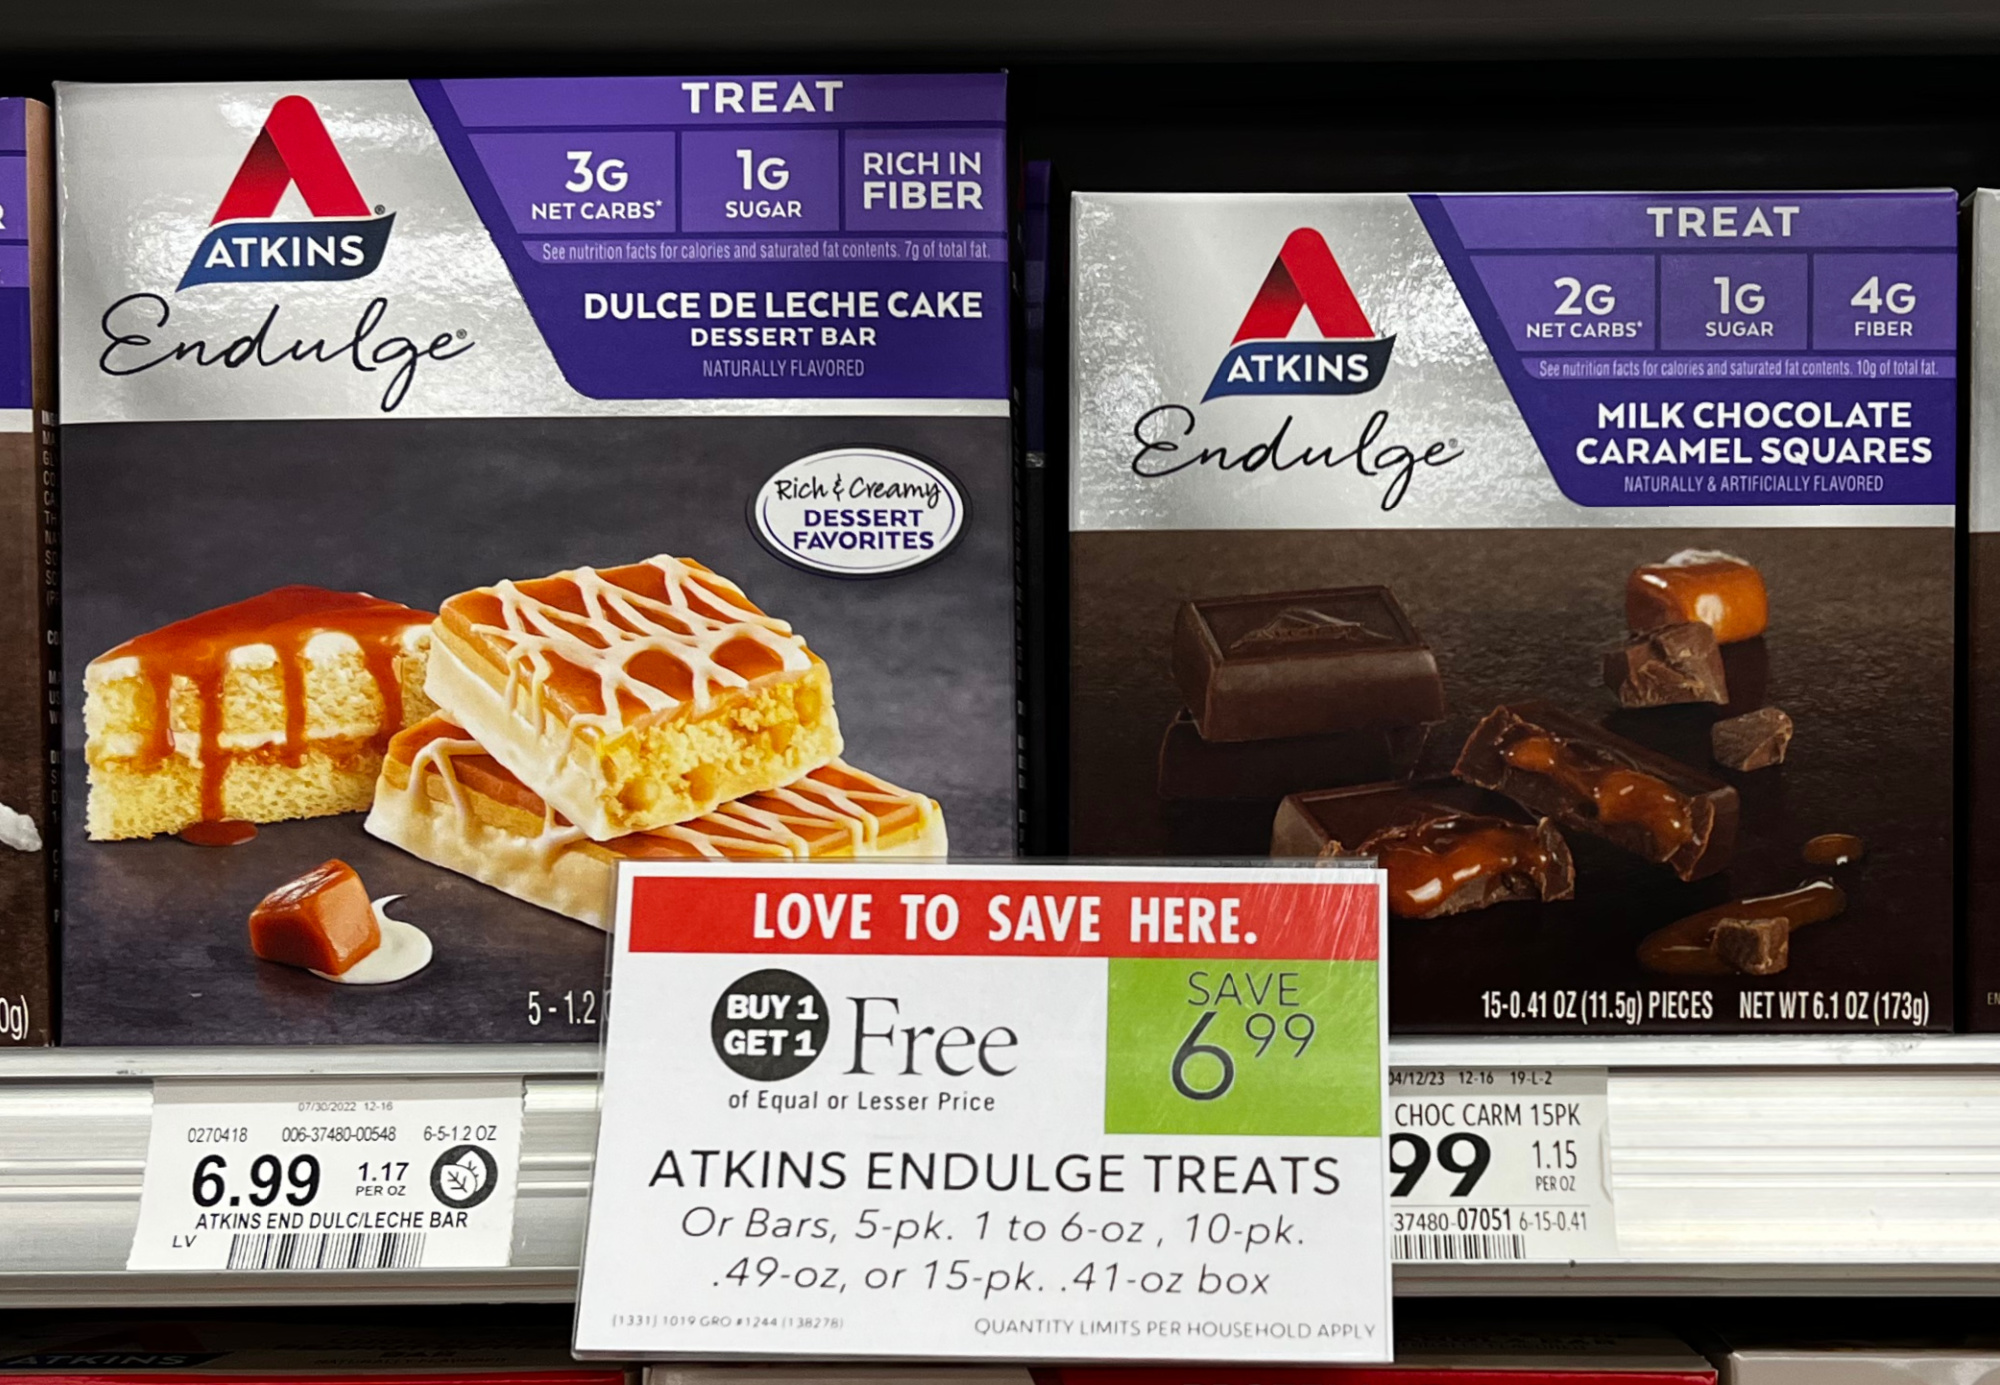 TREAT
3G
NET CARBS*
1G
SUGAR
RICH IN
FIBER
See nutrition facts for calories and saturated fat contents. 7g of total fat.
ATKINS
Endulge®
DULCE DE LECHE CAKE
DESSERT BAR
NATURALLY FLAVORED
Rich & Creamy
DESSERT
FAVORITES
5 - 1.2
TREAT
2G
NET CARBS*
1G
SUGAR
4G
FIBER
See nutrition facts for calories and saturated fat contents. 10g of total fat.
ATKINS
Endulge®
MILK CHOCOLATE
CARAMEL SQUARES
NATURALLY & ARTIFICIALLY FLAVORED
15-0.41 OZ (11.5g) PIECES NET WT 6.1 OZ (173g)
0g)
LOVE TO SAVE HERE.
BUY 1
GET 1
Free
of Equal or Lesser Price
SAVE
6.99
ATKINS ENDULGE TREATS
Or Bars, 5-pk. 1 to 6-oz , 10-pk.
.49-oz, or 15-pk. .41-oz box
(1331) 1019 GRO #1244 (138278)
QUANTITY LIMITS PER HOUSEHOLD APPLY
07/30/2022 12-16
0270418 006-37480-00548 6-5-1.2 OZ
6.99
1.17
PER OZ
ATKINS END DULC/LECHE BAR
LV
04/12/23 12-16 19-L-2
CHOC CARM 15PK
99
1.15
PER OZ
37480-07051 6-15-0.41
ATKINS